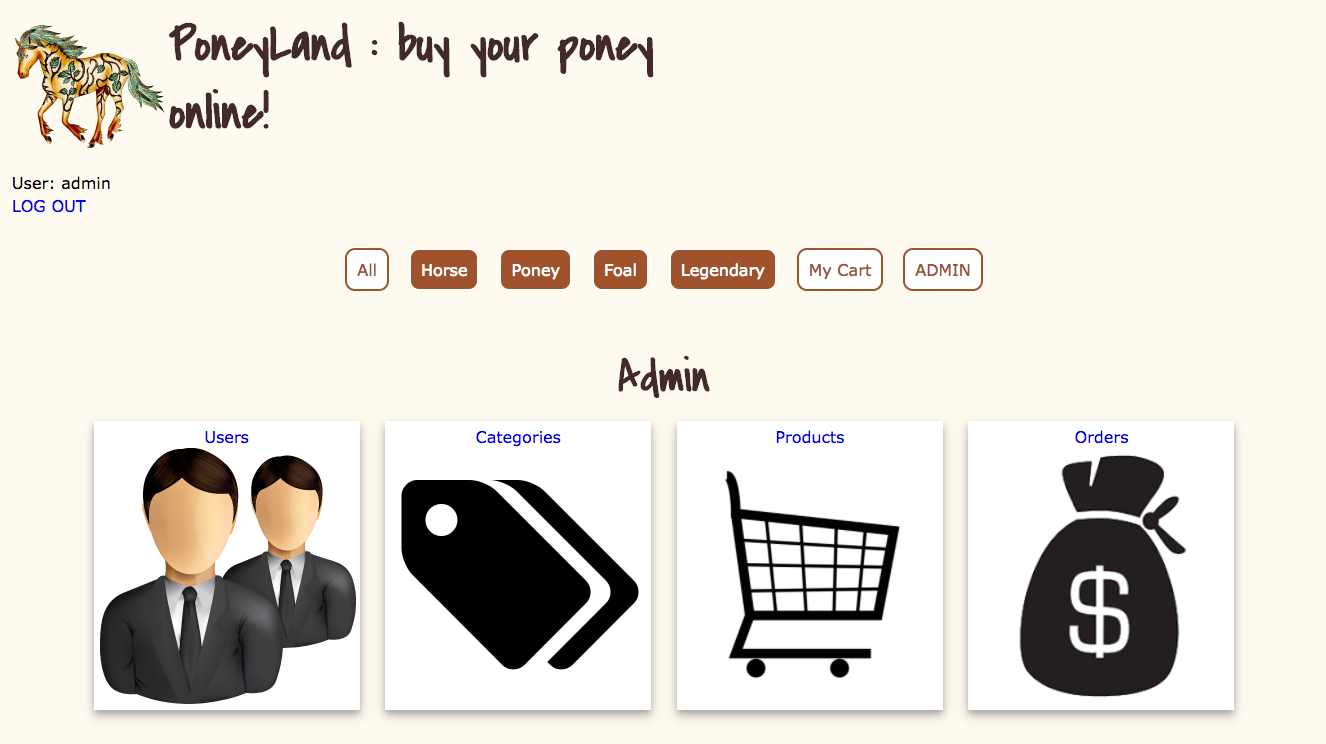 PoneyLand : buy your poney
online!
User: admin
LOG OUT
All Horse Poney Foal Legendary My Cart ADMIN
Admin
Users Categories Products Orders
$